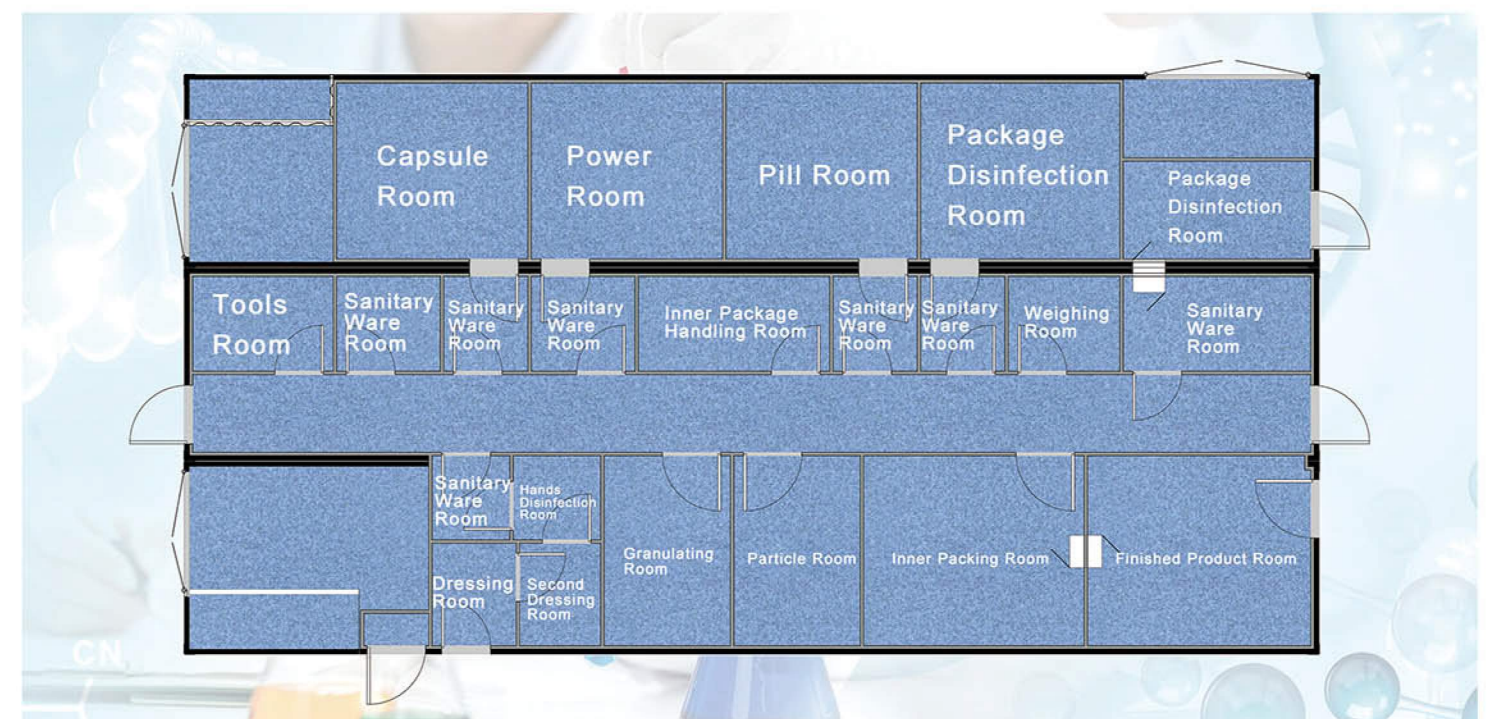 Capsule
Room
Power
Room
Pill Room
Package
Disinfection
Room
Package
Disinfection
Room
Tools
Room
Sanitary
Ware
Room
Sanitary
Ware
Room
Sanitary
Ware
Room
Inner Package
Handling Room
Sanitary
Ware
Room
Sanitary
Ware
Room
Weighing
Room
Sanitary
Ware
Room
Sanitary
Ware
Room
Hands
Disinfection
Room
Dressing
Room
Second
Dressing
Room
Granulating
Room
Particle Room
Inner Packing Room
Finished Product Room
CN